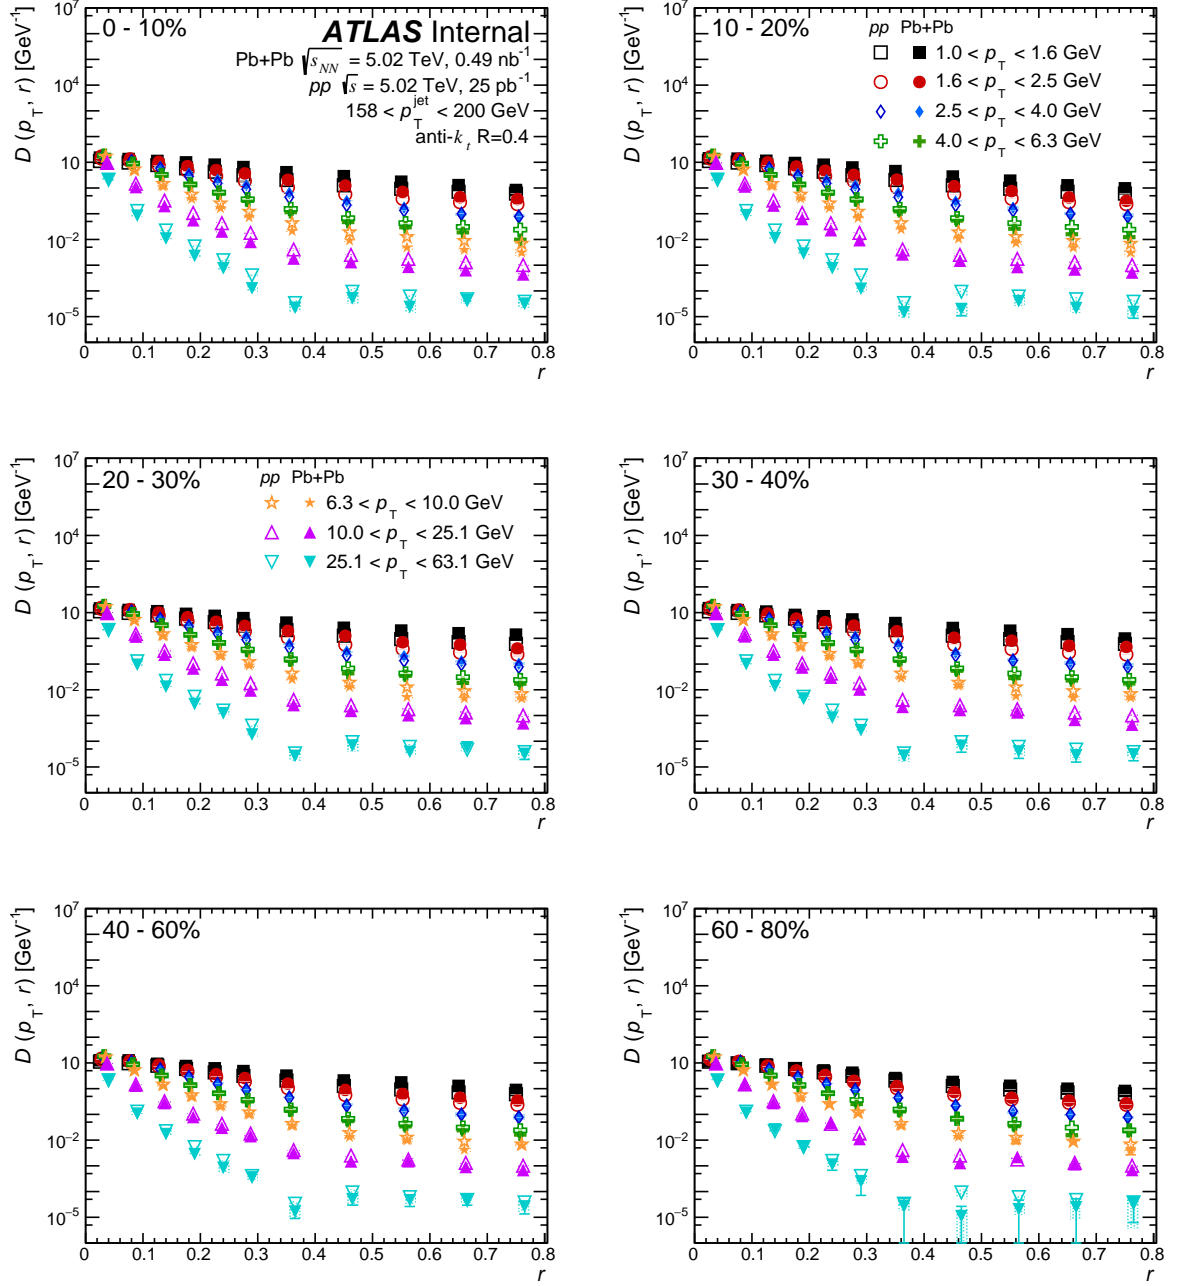 0 - 10%
ATLAS Internal
Pb+Pb √s_NN = 5.02 TeV, 0.49 nb⁻¹
pp √s = 5.02 TeV, 25 pb⁻¹
158 < p_T^jet < 200 GeV
anti-k_t R=0.4
D (p_T, r) [GeV⁻¹]
10⁷
10⁴
10
10⁻²
10⁻⁵
0 0.1 0.2 0.3 0.4 0.5 0.6 0.7 0.8
r
10 - 20%
pp Pb+Pb
1.0 < p_T < 1.6 GeV
1.6 < p_T < 2.5 GeV
2.5 < p_T < 4.0 GeV
4.0 < p_T < 6.3 GeV
D (p_T, r) [GeV⁻¹]
10⁷
10⁴
10
10⁻²
10⁻⁵
0 0.1 0.2 0.3 0.4 0.5 0.6 0.7 0.8
r
20 - 30%
pp Pb+Pb
6.3 < p_T < 10.0 GeV
10.0 < p_T < 25.1 GeV
25.1 < p_T < 63.1 GeV
D (p_T, r) [GeV⁻¹]
10⁷
10⁴
10
10⁻²
10⁻⁵
0 0.1 0.2 0.3 0.4 0.5 0.6 0.7 0.8
r
30 - 40%
D (p_T, r) [GeV⁻¹]
10⁷
10⁴
10
10⁻²
10⁻⁵
0 0.1 0.2 0.3 0.4 0.5 0.6 0.7 0.8
r
40 - 60%
D (p_T, r) [GeV⁻¹]
10⁷
10⁴
10
10⁻²
10⁻⁵
0 0.1 0.2 0.3 0.4 0.5 0.6 0.7 0.8
r
60 - 80%
D (p_T, r) [GeV⁻¹]
10⁷
10⁴
10
10⁻²
10⁻⁵
0 0.1 0.2 0.3 0.4 0.5 0.6 0.7 0.8
r